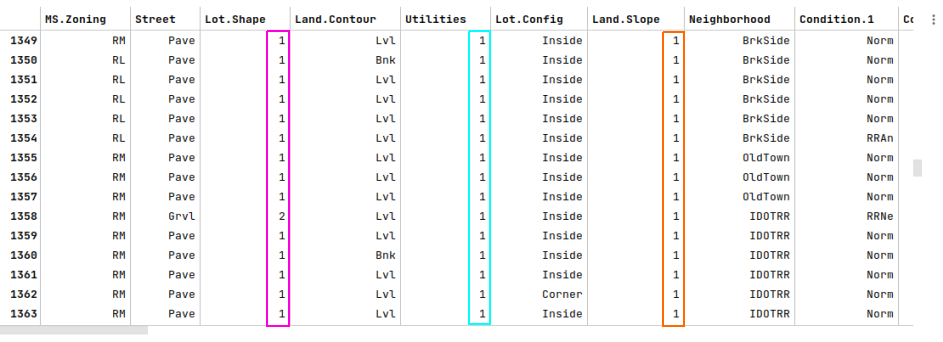 MS.Zoning Street Lot.Shape Land.Contour Utilities Lot.Config Land.Slope Neighborhood Condition.1
1349 RM Pave 1 Lvl 1 Inside 1 BrkSide Norm
1350 RL Pave 1 Bnk 1 Inside 1 BrkSide Norm
1351 RL Pave 1 Lvl 1 Inside 1 BrkSide Norm
1352 RL Pave 1 Lvl 1 Inside 1 BrkSide Norm
1353 RL Pave 1 Lvl 1 Inside 1 BrkSide Norm
1354 RL Pave 1 Lvl 1 Inside 1 BrkSide RRAn
1355 RM Pave 1 Lvl 1 Inside 1 OldTown Norm
1356 RM Pave 1 Lvl 1 Inside 1 OldTown Norm
1357 RM Pave 1 Lvl 1 Inside 1 OldTown Norm
1358 RM Grvl 2 Lvl 1 Inside 1 IDOTRR RRNe
1359 RM Pave 1 Lvl 1 Inside 1 IDOTRR Norm
1360 RM Pave 1 Bnk 1 Inside 1 IDOTRR Norm
1361 RM Pave 1 Lvl 1 Inside 1 IDOTRR Norm
1362 RM Pave 1 Lvl 1 Corner 1 IDOTRR Norm
1363 RM Pave 1 Lvl 1 Inside 1 IDOTRR Norm